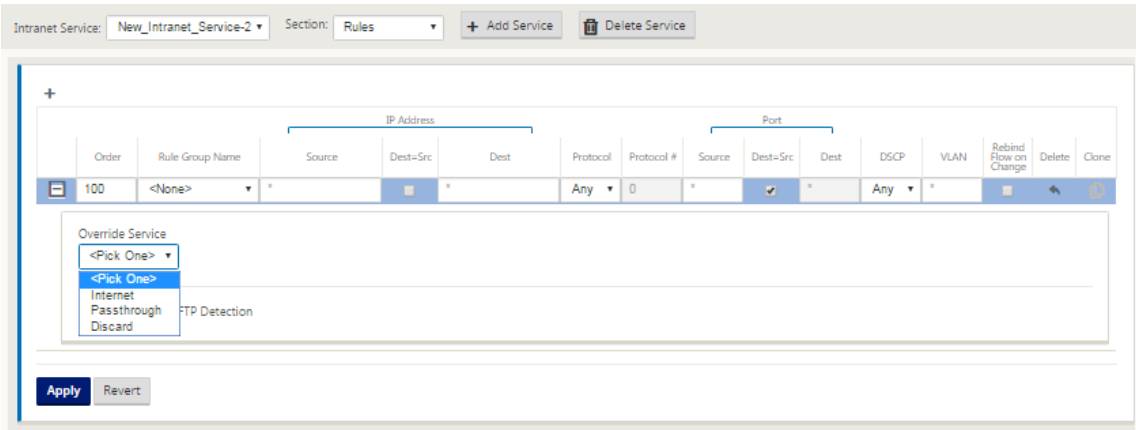 Intranet Service: New_Intranet_Service-2 Section: Rules + Add Service Delete Service
+
IP Address Port
Order Rule Group Name Source Dest=Src Dest Protocol Protocol # Source Dest=Src Dest DSCP VLAN Rebind Flow on Change Delete Clone
100 <None> * * Any 0 * * Any *
Override Service
<Pick One>
<Pick One>
Internet
Passthrough FTP Detection
Discard
Apply Revert